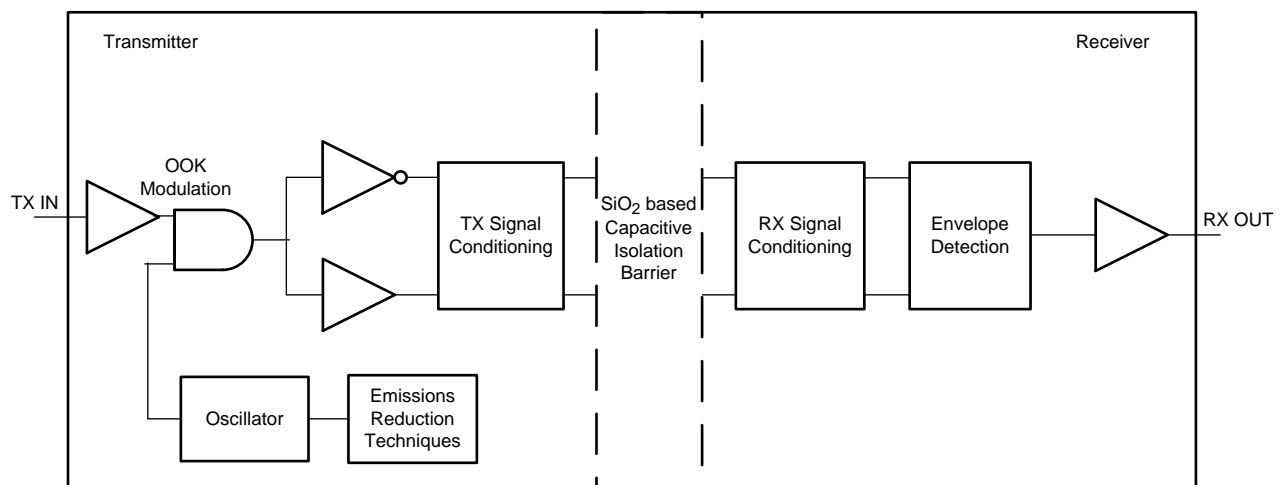 Transmitter
Receiver
OOK
Modulation
TX IN
TX Signal
Conditioning
SiO2 based
Capacitive
Isolation
Barrier
RX Signal
Conditioning
Envelope
Detection
RX OUT
Oscillator
Emissions
Reduction
Techniques